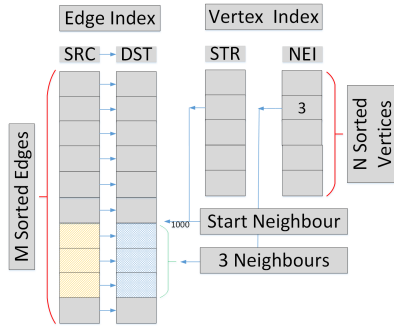 Edge Index
Vertex Index
SRC
DST
STR
NEI
3
M Sorted Edges
N Sorted
Vertices
1000
Start Neighbour
3 Neighbours